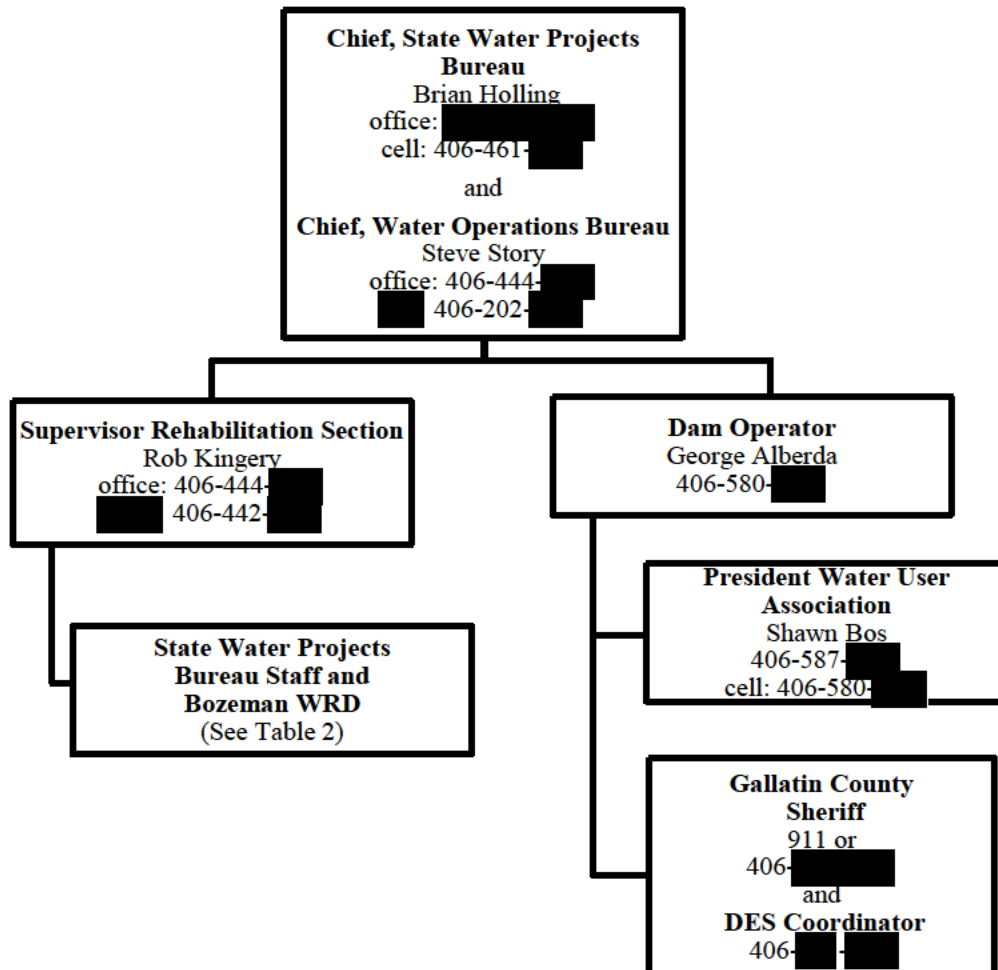 Chief, State Water Projects
Bureau
Brian Holling
office:
cell: 406-461-
and
Chief, Water Operations Bureau
Steve Story
office: 406-444-
406-202-
Supervisor Rehabilitation Section
Rob Kingery
office: 406-444-
406-442-
State Water Projects
Bureau Staff and
Bozeman WRD
(See Table 2)
Dam Operator
George Alberda
406-580-
President Water User
Association
Shawn Bos
406-587-
cell: 406-580-
Gallatin County
Sheriff
911 or
406-
and
DES Coordinator
406- -